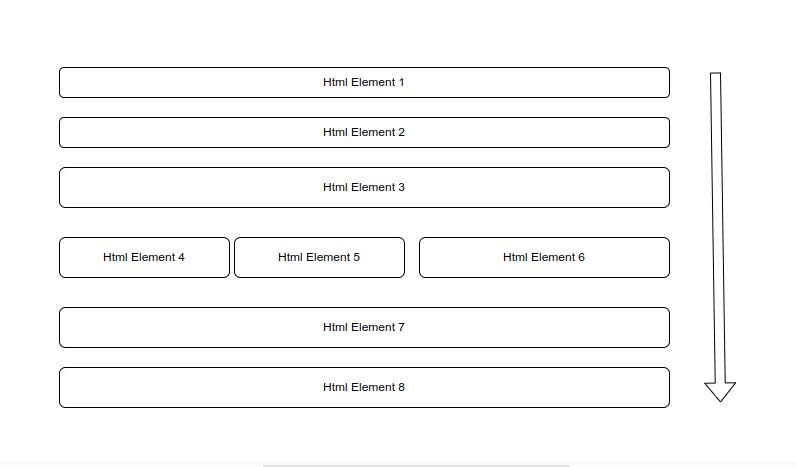 Html Element 1
Html Element 2
Html Element 3
Html Element 4
Html Element 5
Html Element 6
Html Element 7
Html Element 8